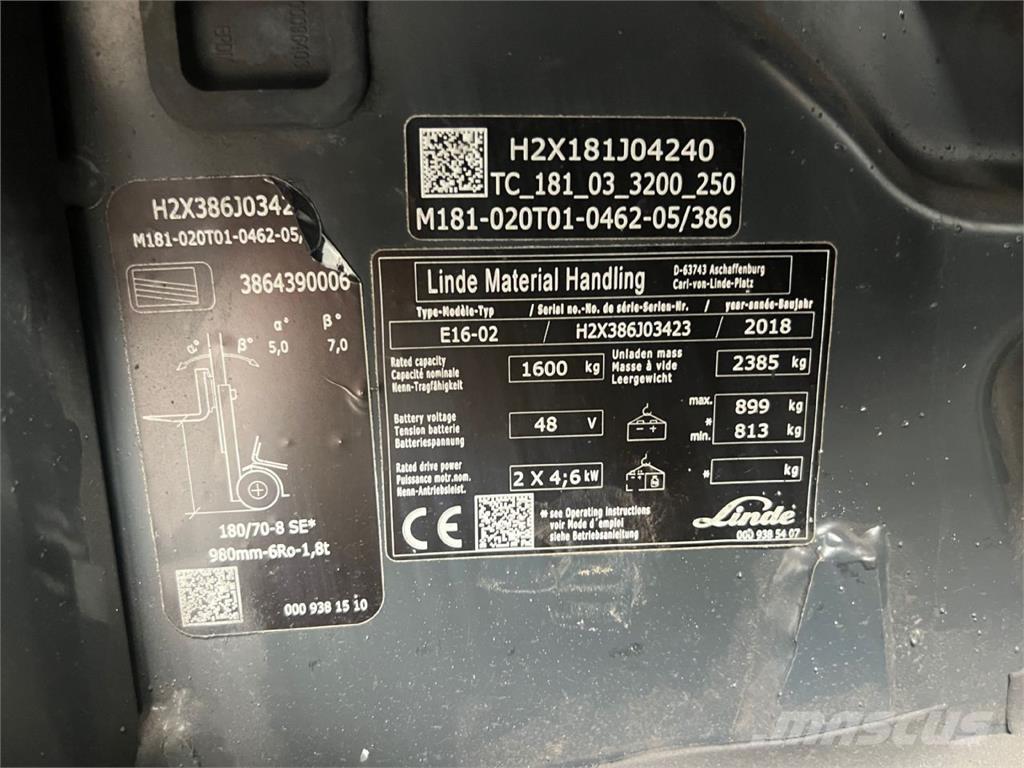 H2X181J04240
TC_181_03_3200_250
M181-020T01-0462-05/386
H2X386J0342
M181-020T01-0462-05/
3864390006
α° β°
α° β° 5,0 7,0
180/70-8 SE*
980mm-6Ro-1,8t
000 938 15 10
Linde Material Handling
D-63743 Aschaffenburg
Carl-von-Linde-Platz
Type-Modèle-Typ / Serial no.-No. de série-Serien-Nr. / year-année-Baujahr
E16-02 / H2X386J03423 / 2018
Rated capacity
Capacité nominale
Nenn-Tragfähigkeit
1600 kg
Unladen mass
Masse à vide
Leergewicht
2385 kg
Battery voltage
Tension batterie
Batteriespannung
48 V
max. 899 kg
*
min. 813 kg
Rated drive power
Puissance motr.nom.
Nenn-Antriebsleist.
2 X 4;6 kW
* kg
CE
* see Operating Instructions
voir Mode d'emploi
siehe Betriebsanleitung
Linde
000 938 54 07
MASCUS